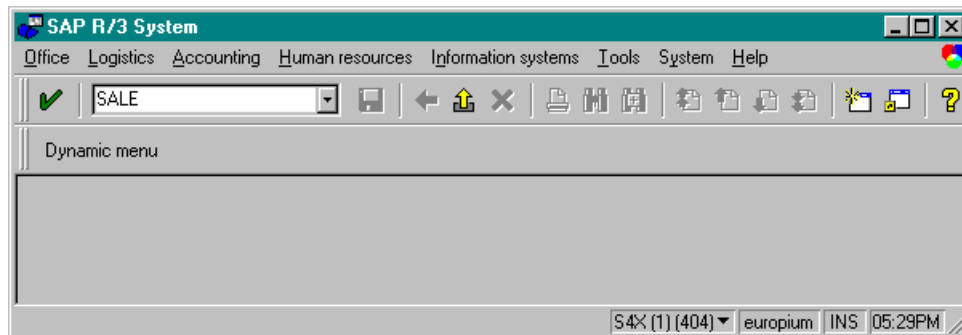 SAP R/3 System
Office Logistics Accounting Human resources Information systems Tools System Help
SALE
Dynamic menu
S4X (1) (404) europium INS 05:29PM